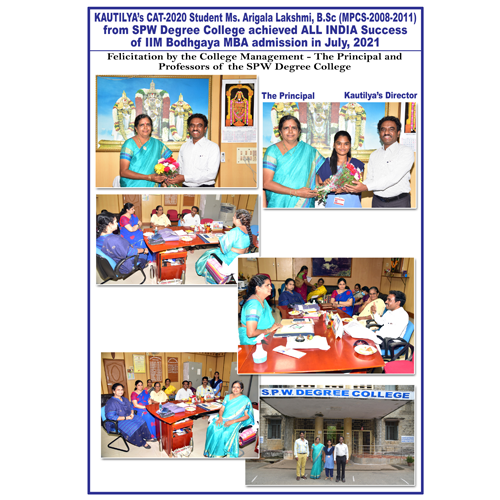 KAUTILYA's CAT-2020 Student Ms. Arigala Lakshmi, B.Sc (MPCS-2008-2011)
from SPW Degree College achieved ALL INDIA Success
of IIM Bodhgaya MBA admission in July, 2021
Felicitation by the College Management - The Principal and
Professors of the SPW Degree College
The Principal
Kautilya's Director
S.P.W. DEGREE COLLEGE